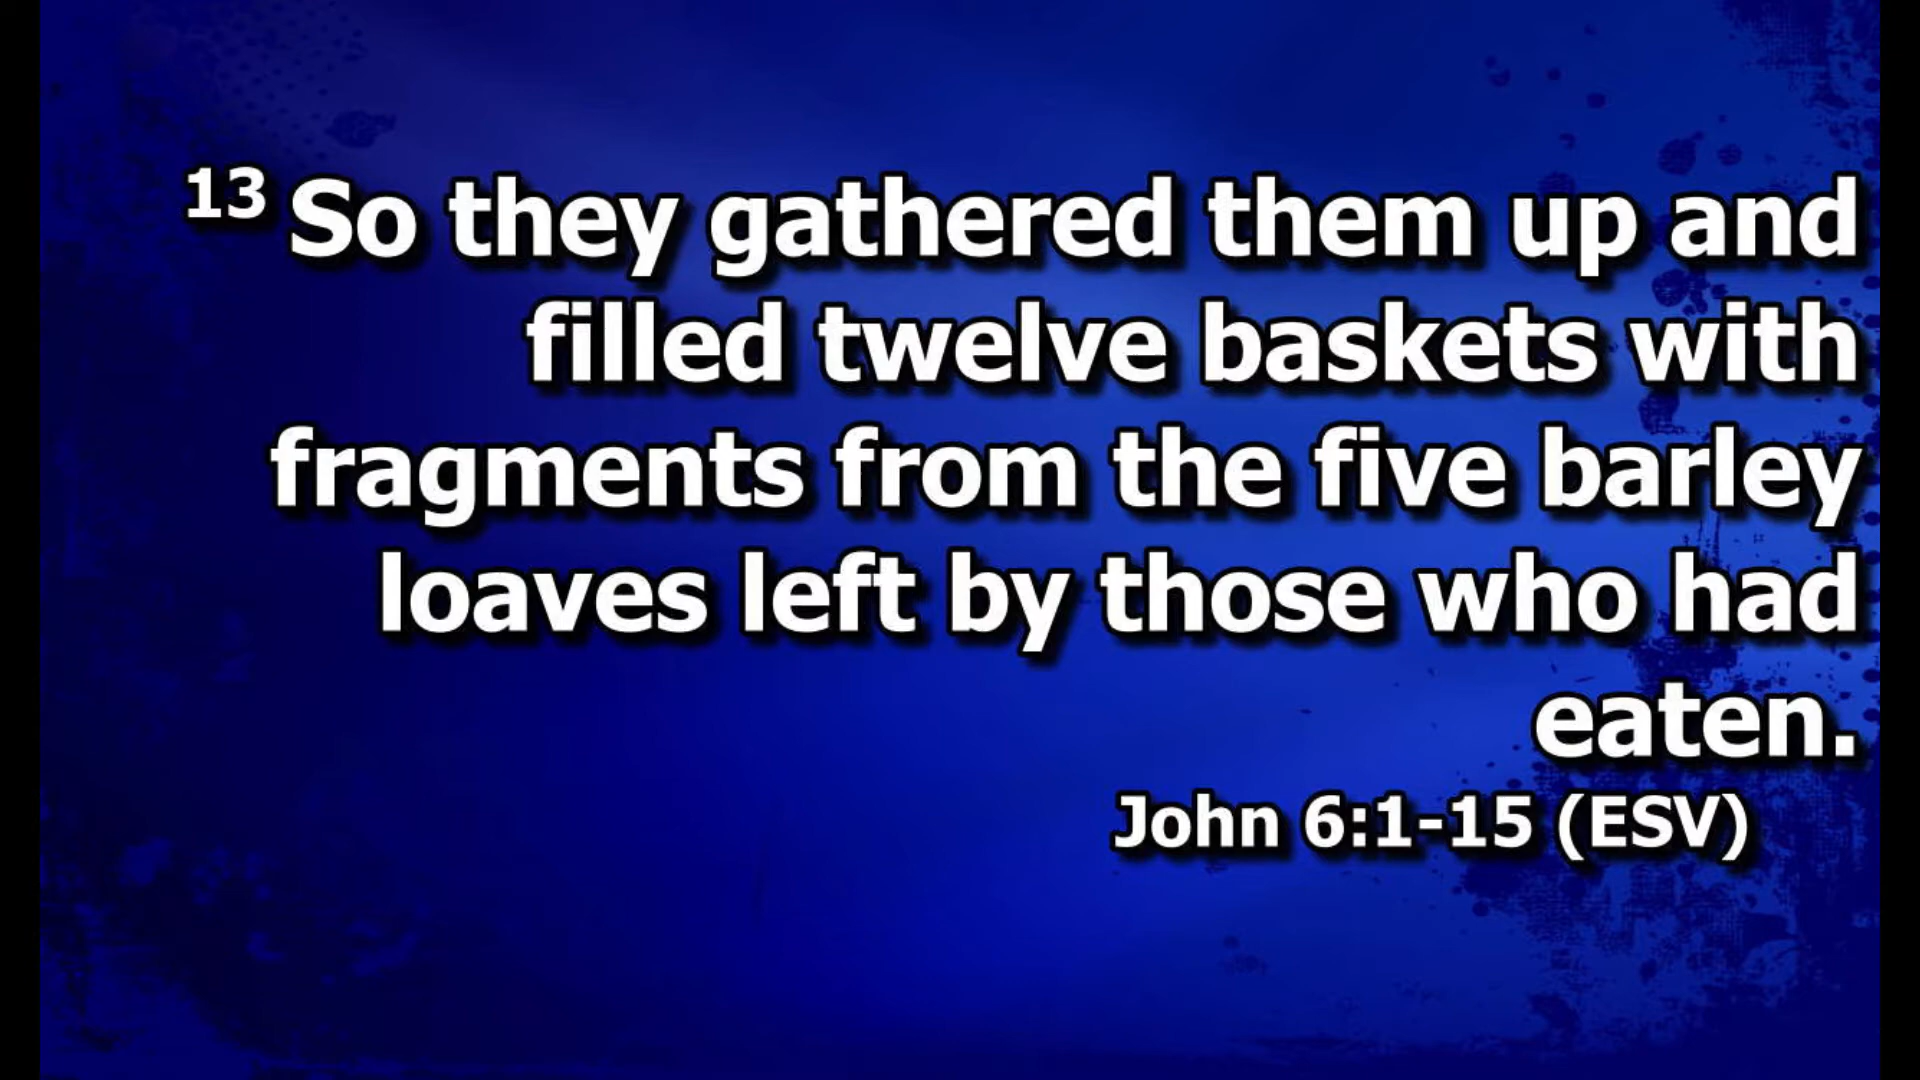 13 So they gathered them up and
filled twelve baskets with
fragments from the five barley
loaves left by those who had
eaten.
John 6:1-15 (ESV)